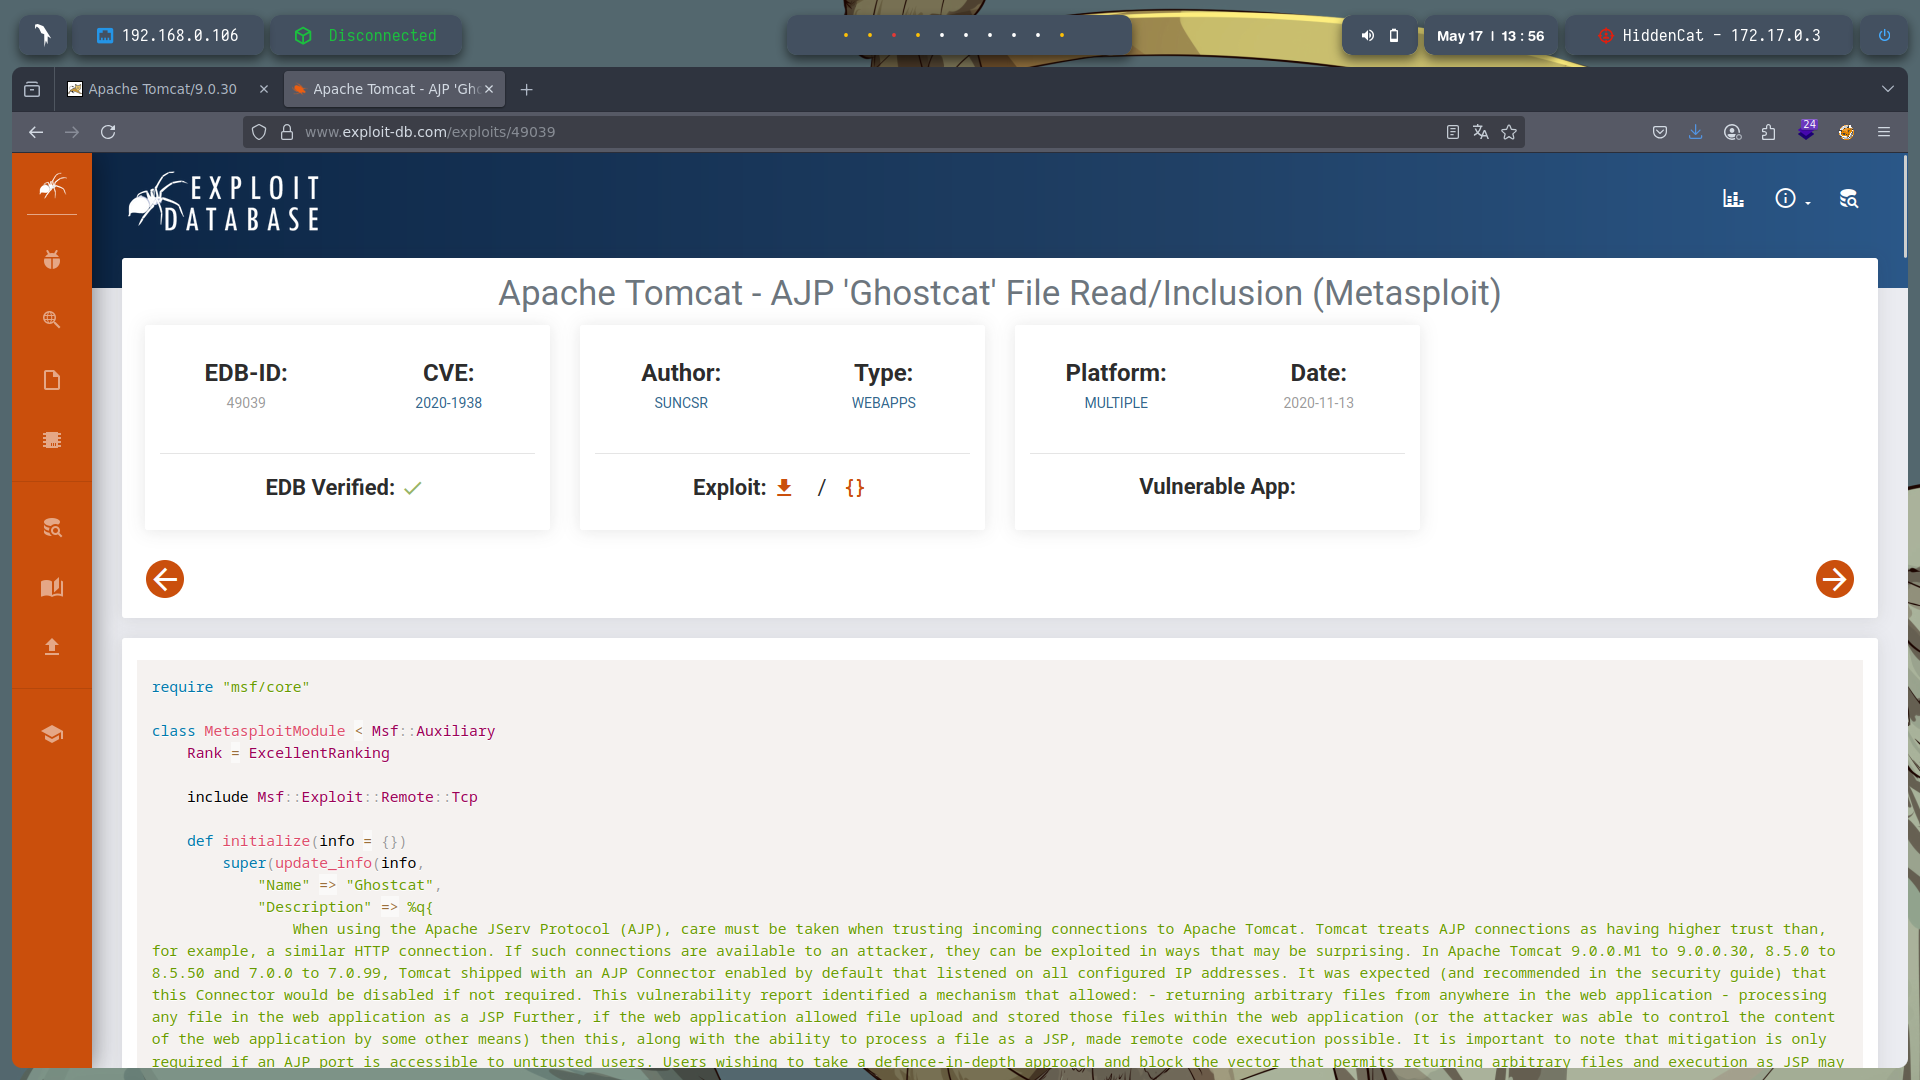 192.168.0.106
Disconnected
May 17 | 13 : 56
HiddenCat - 172.17.0.3
Apache Tomcat/9.0.30
Apache Tomcat - AJP 'Gh
www.exploit-db.com/exploits/49039
24
EXPLOIT
DATABASE
Apache Tomcat - AJP 'Ghostcat' File Read/Inclusion (Metasploit)
EDB-ID:
49039
CVE:
2020-1938
Author:
SUNCSR
Type:
WEBAPPS
Platform:
MULTIPLE
Date:
2020-11-13
EDB Verified:
Exploit: / {}
Vulnerable App:
require "msf/core"
class MetasploitModule < Msf::Auxiliary
Rank = ExcellentRanking
include Msf::Exploit::Remote::Tcp
def initialize(info = {})
super(update_info(info,
"Name" => "Ghostcat",
"Description" => %q{
When using the Apache JServ Protocol (AJP), care must be taken when trusting incoming connections to Apache Tomcat. Tomcat treats AJP connections as having higher trust than,
for example, a similar HTTP connection. If such connections are available to an attacker, they can be exploited in ways that may be surprising. In Apache Tomcat 9.0.0.M1 to 9.0.0.30, 8.5.0 to
8.5.50 and 7.0.0 to 7.0.99, Tomcat shipped with an AJP Connector enabled by default that listened on all configured IP addresses. It was expected (and recommended in the security guide) that
this Connector would be disabled if not required. This vulnerability report identified a mechanism that allowed: - returning arbitrary files from anywhere in the web application - processing
any file in the web application as a JSP Further, if the web application allowed file upload and stored those files within the web application (or the attacker was able to control the content
of the web application by some other means) then this, along with the ability to process a file as a JSP, made remote code execution possible. It is important to note that mitigation is only
required if an AJP port is accessible to untrusted users. Users wishing to take a defence-in-depth approach and block the vector that permits returning arbitrary files and execution as JSP may